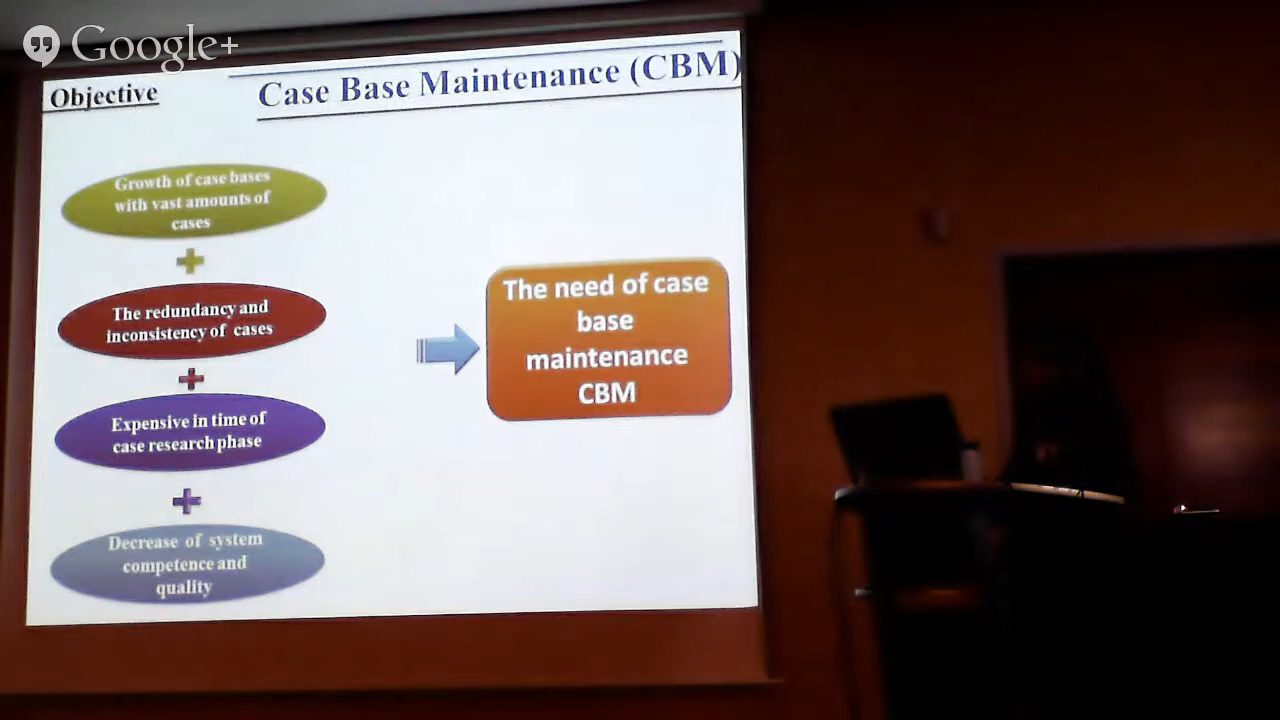 Google+
Objective
Case Base Maintenance (CBM)
Growth of case bases
with vast amounts of
cases
The redundancy and
inconsistency of cases
Expensive in time of
case research phase
Decrease of system
competence and
quality
The need of case
base
maintenance
CBM